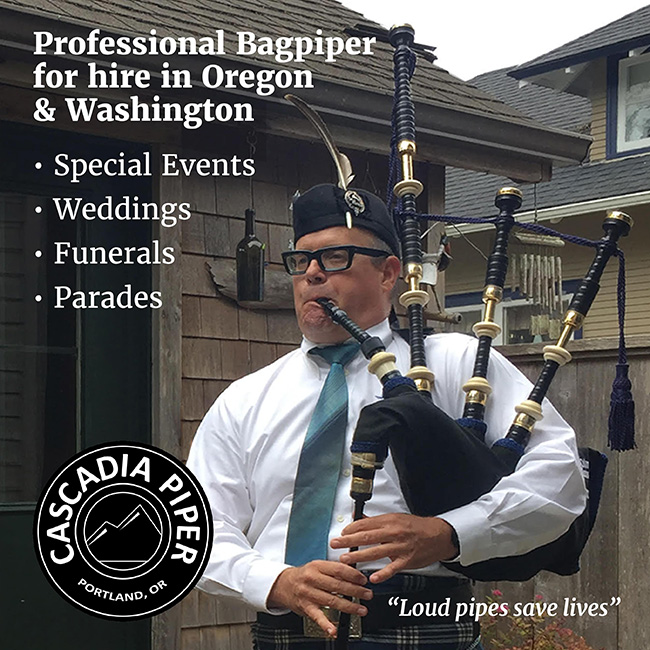 Professional Bagpiper
for hire in Oregon
& Washington
• Special Events
• Weddings
• Funerals
• Parades
CASCADIA PIPER
PORTLAND, OR
“Loud pipes save lives”